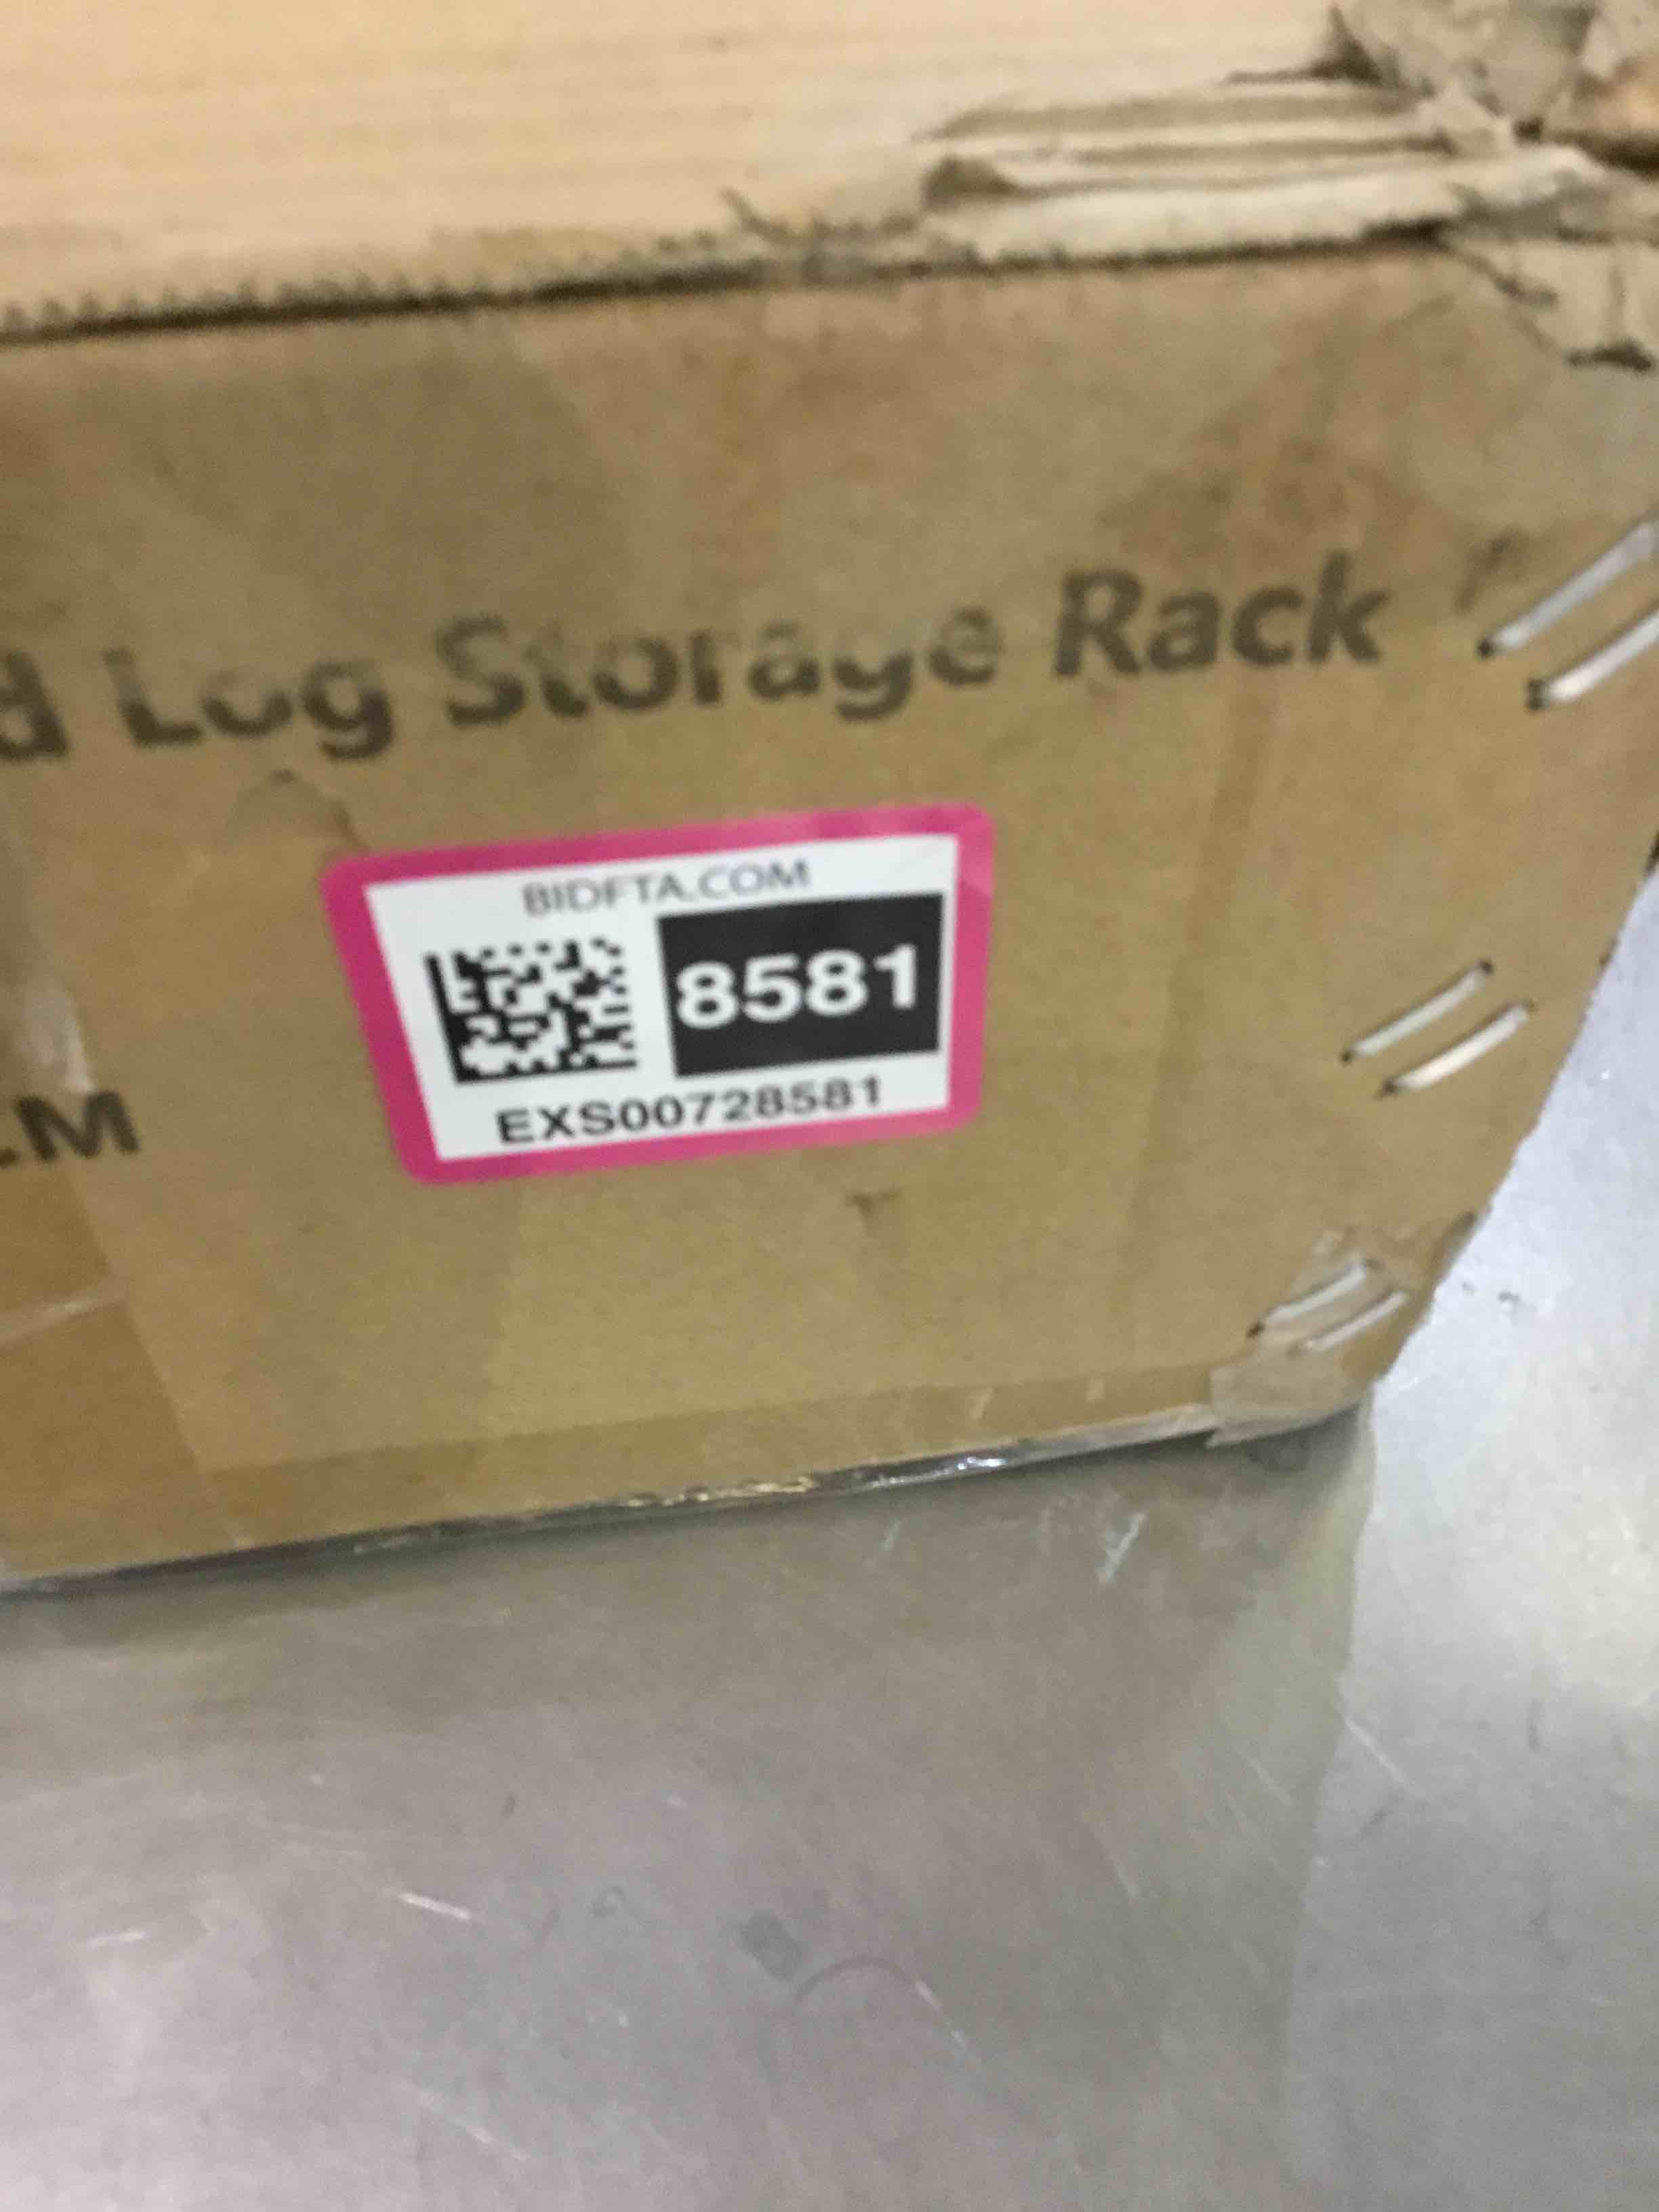 d Log Storage Rack
BIDFTA.COM
8581
EXS00728581
.M